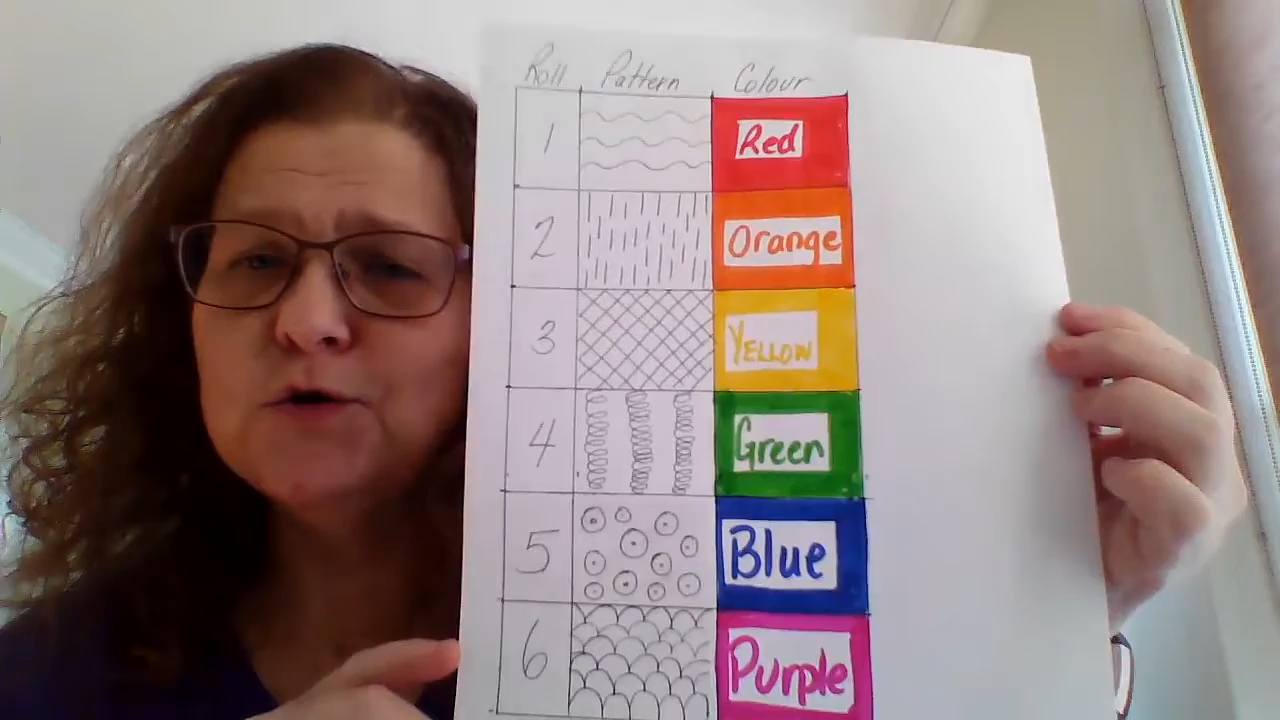 Roll Pattern Colour
1 Red
2 Orange
3 YELLOW
4 Green
5 Blue
6 Purple